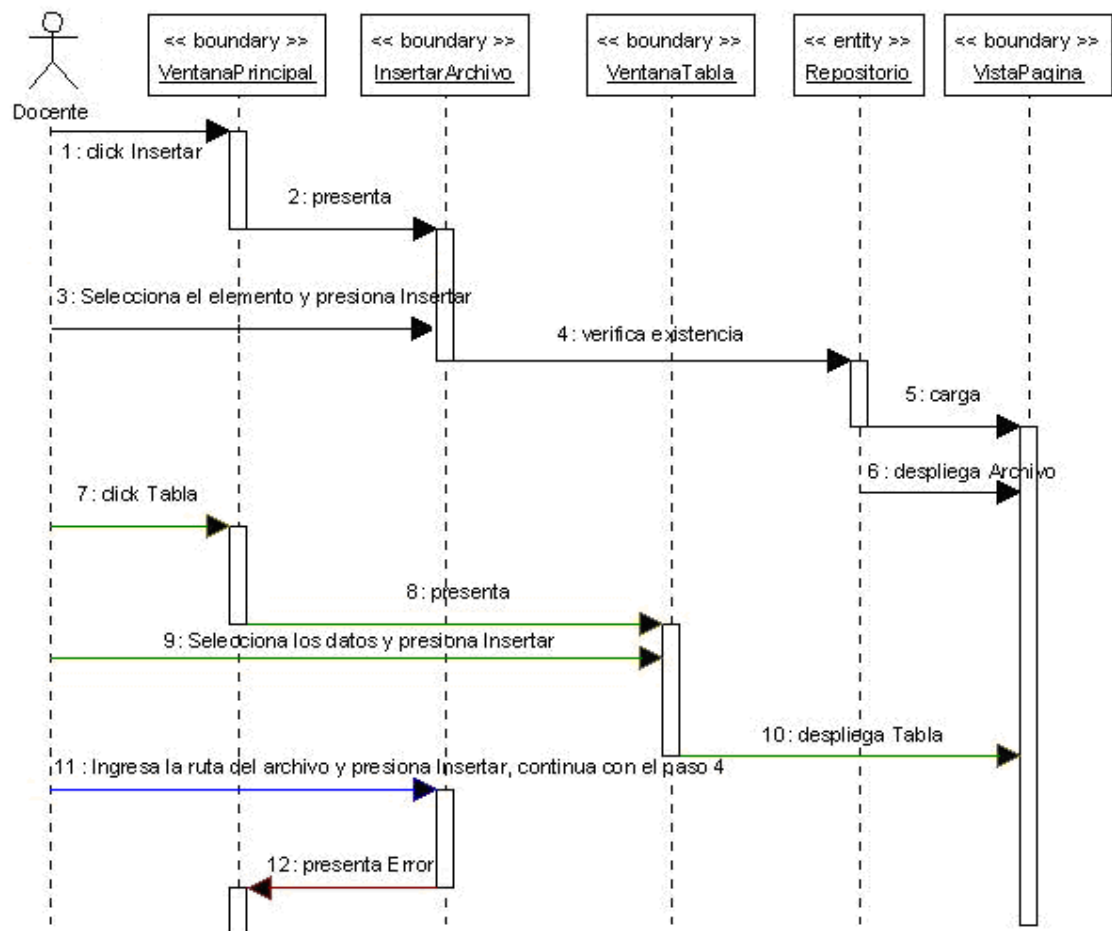 << boundary >>
VentanaPrincipal
<< boundary >>
InsertarArchivo
<< boundary >>
VentanaTabla
<< entity >>
Repositorio
<< boundary >>
VistaPagina
Docente
1 : click Insertar
2 : presenta
3 : Selecciona el elemento y presiona Insertar
4 : verifica existencia
5 : carga
6 : despliega Archivo
7 : click Tabla
8 : presenta
9 : Selecciona los datos y presiona Insertar
10 : despliega Tabla
11 : Ingresa la ruta del archivo y presiona Insertar, continua con el paso 4
12 : presenta Error